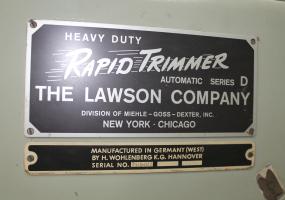 HEAVY DUTY
RAPID TRIMMER
AUTOMATIC SERIES D
THE LAWSON COMPANY
DIVISION OF MIEHLE-GOSS-DEXTER, INC.
NEW YORK · CHICAGO
MANUFACTURED IN GERMANY (WEST)
BY H. WOHLENBERG K.G. HANNOVER
SERIAL NO.